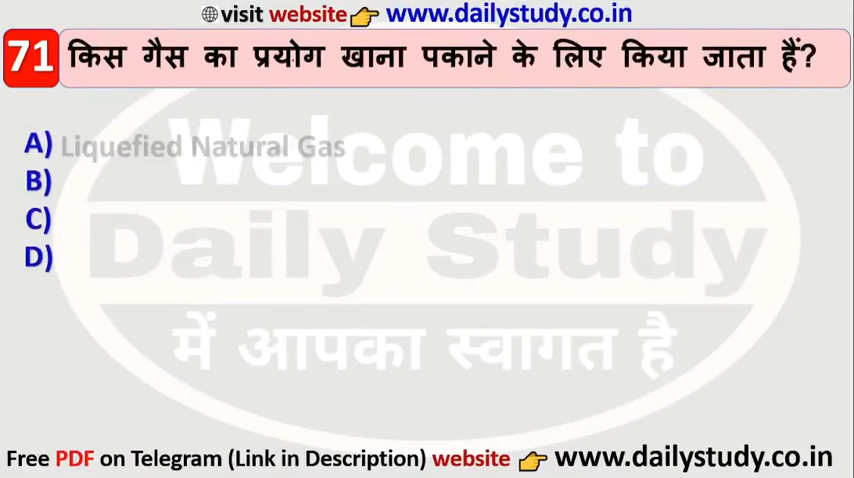 🌐visit website👉 www.dailystudy.co.in
71 किस गैस का प्रयोग खाना पकाने के लिए किया जाता हैं?
A) Liquefied Natural Gas
B)
C)
D)
Welcome to
Daily Study
में आपका स्वागत है
Free PDF on Telegram (Link in Description) website 👉 www.dailystudy.co.in